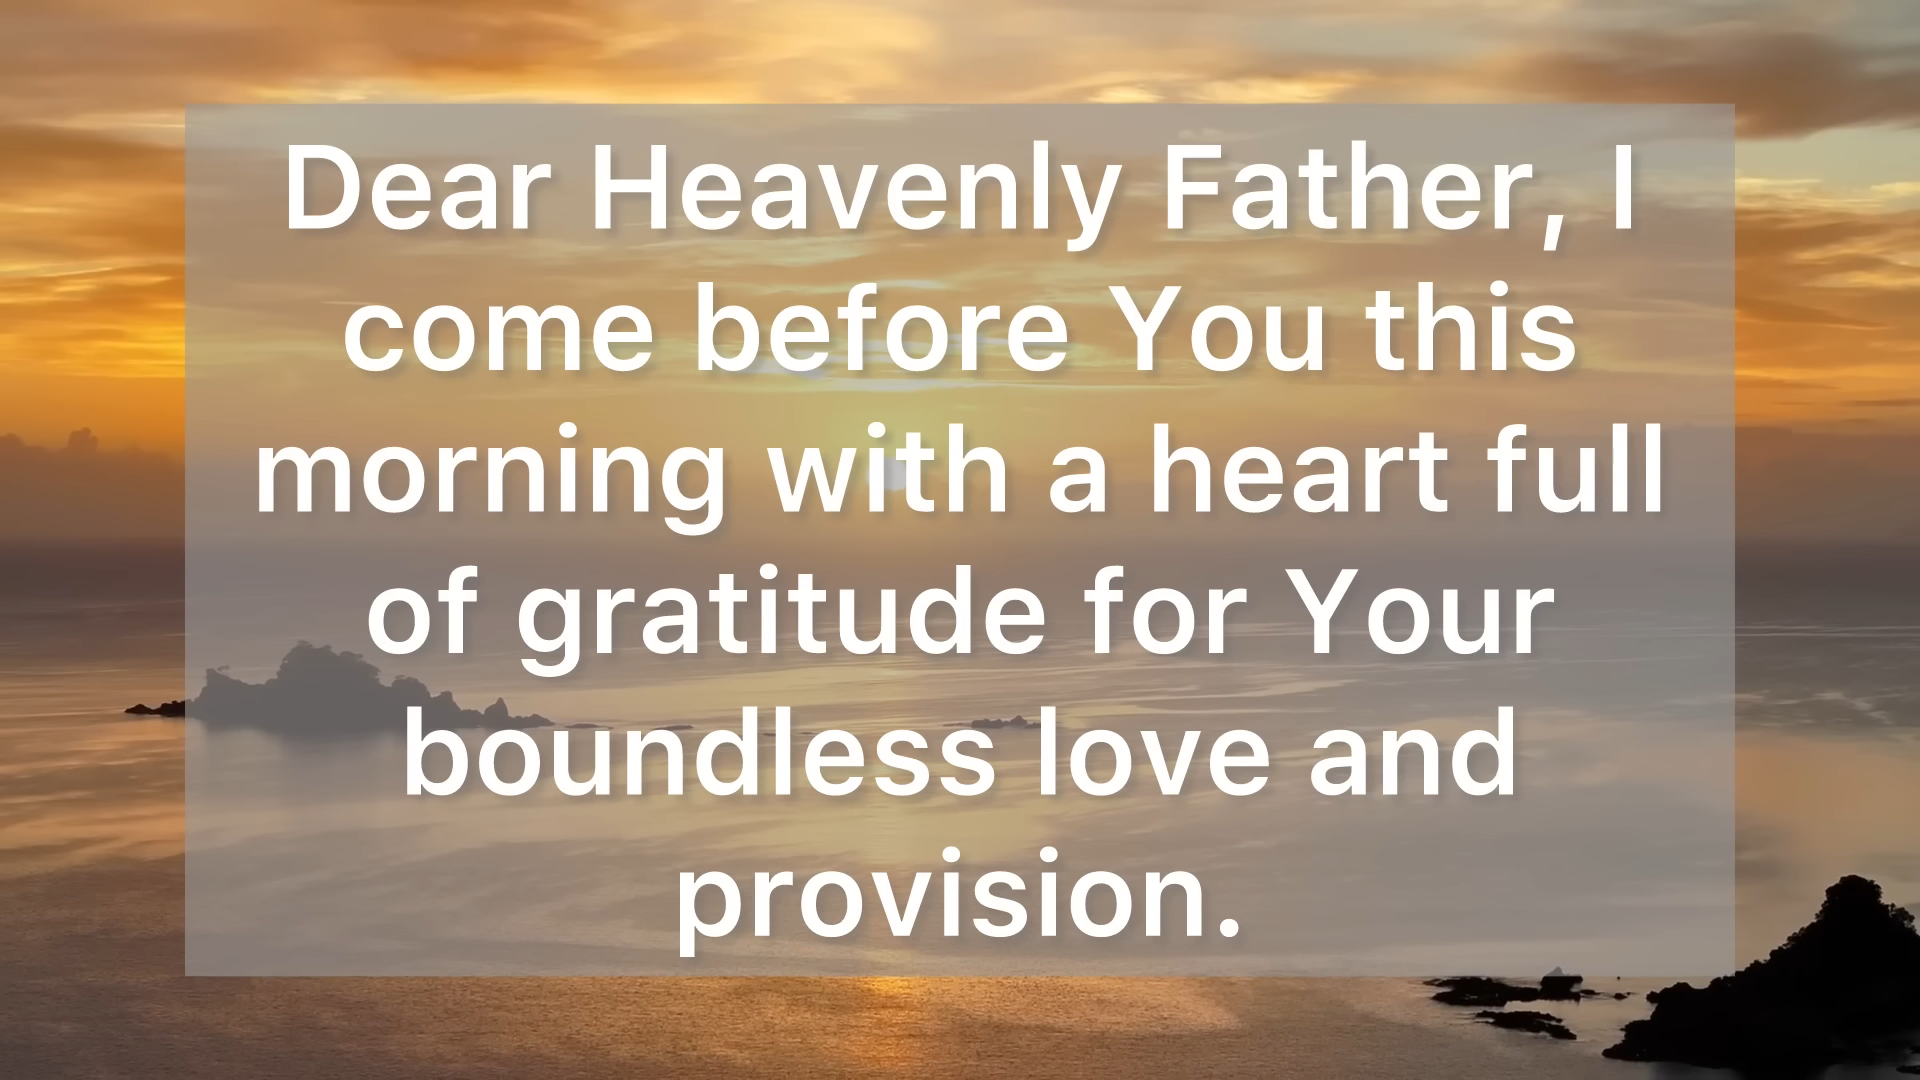 Dear Heavenly Father, I
come before You this
morning with a heart full
of gratitude for Your
boundless love and
provision.